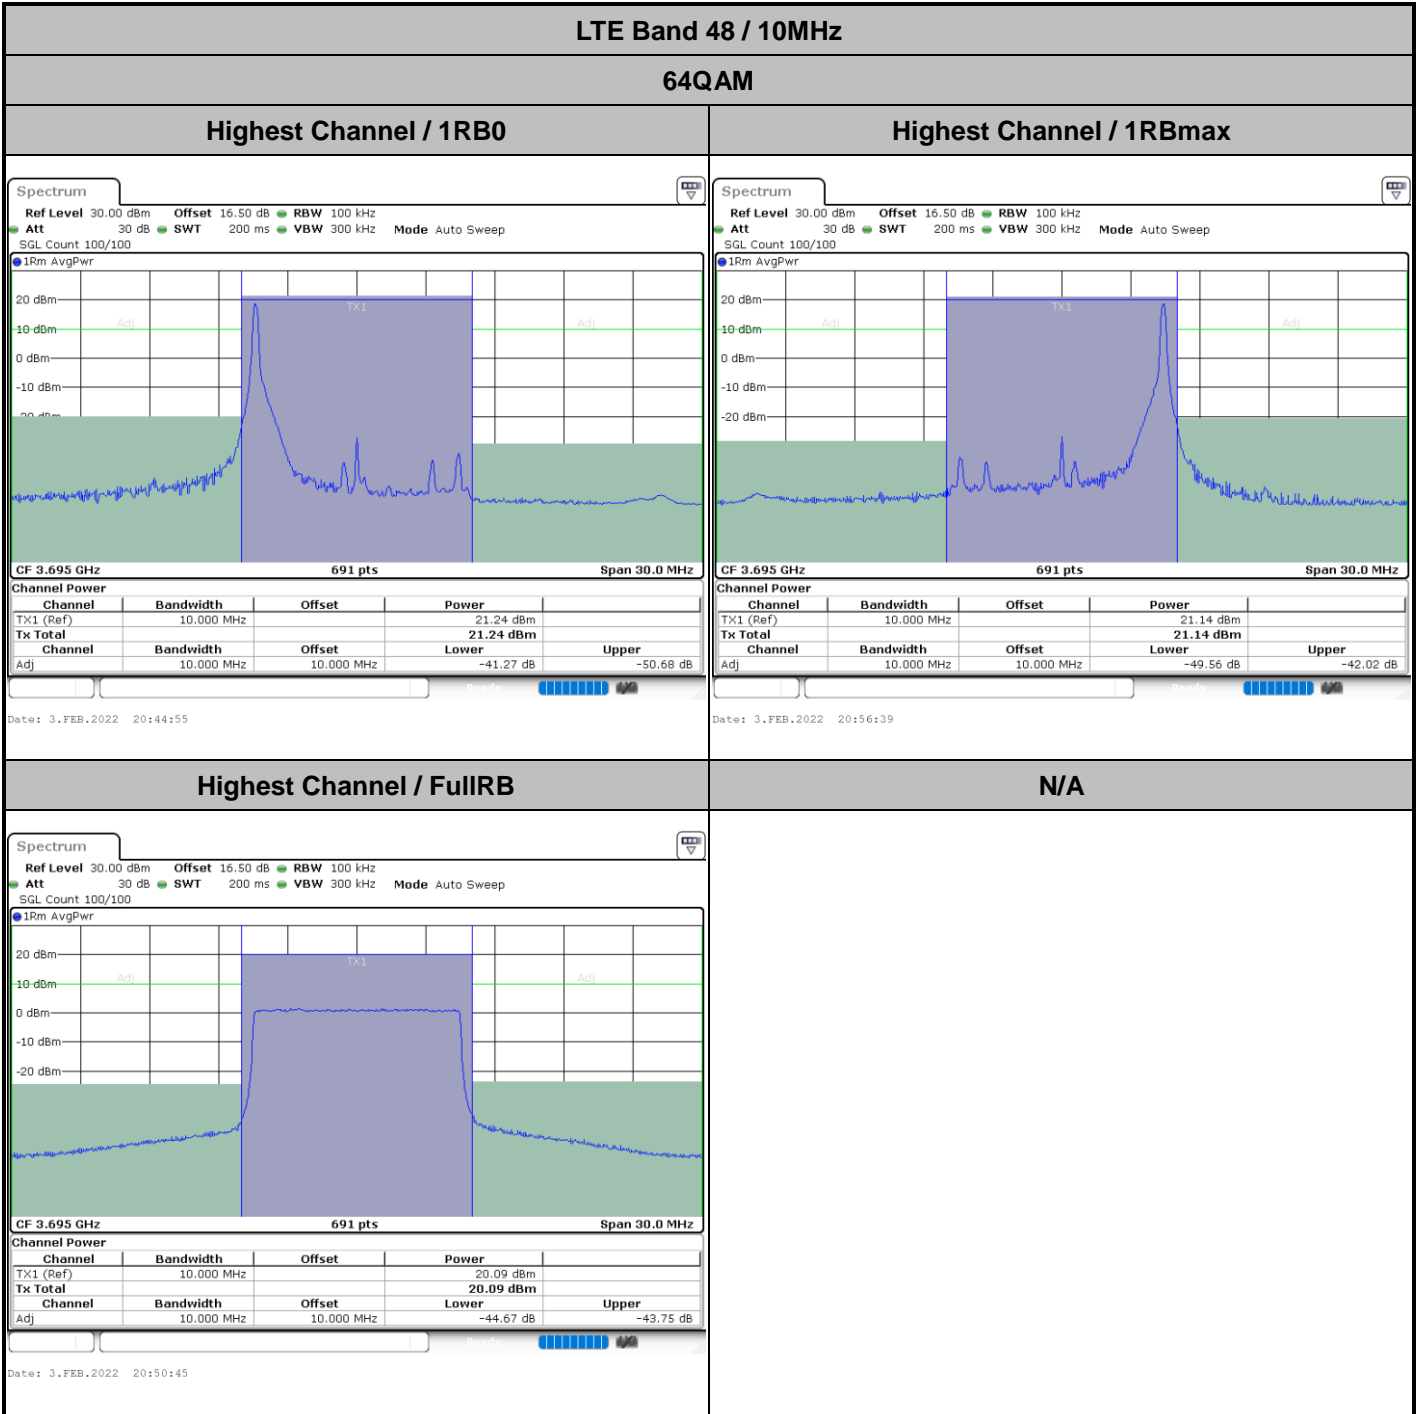 LTE Band 48 / 10MHz
64QAM
Highest Channel / 1RB0
Highest Channel / 1RBmax
Spectrum
Ref Level 30.00 dBm Offset 16.50 dB RBW 100 kHz
Att 30 dB SWT 200 ms VBW 300 kHz Mode Auto Sweep
SGL Count 100/100
1Rm AvgPwr
TX1
20 dBm
Adj
Adj
10 dBm
0 dBm
-10 dBm
-20 dBm
CF 3.695 GHz 691 pts Span 30.0 MHz
Channel Power
Channel Bandwidth Offset Power
TX1 (Ref) 10.000 MHz 21.24 dBm
Tx Total 21.24 dBm
Channel Bandwidth Offset Lower Upper
Adj 10.000 MHz 10.000 MHz -41.27 dB -50.68 dB
Ready
Date: 3.FEB.2022 20:44:55
Spectrum
Ref Level 30.00 dBm Offset 16.50 dB RBW 100 kHz
Att 30 dB SWT 200 ms VBW 300 kHz Mode Auto Sweep
SGL Count 100/100
1Rm AvgPwr
20 dBm
TX1
Adj
Adj
10 dBm
0 dBm
-10 dBm
-20 dBm
CF 3.695 GHz 691 pts Span 30.0 MHz
Channel Power
Channel Bandwidth Offset Power
TX1 (Ref) 10.000 MHz 21.14 dBm
Tx Total 21.14 dBm
Channel Bandwidth Offset Lower Upper
Adj 10.000 MHz 10.000 MHz -49.56 dB -42.02 dB
Ready
Date: 3.FEB.2022 20:56:39
Highest Channel / FullRB
N/A
Spectrum
Ref Level 30.00 dBm Offset 16.50 dB RBW 100 kHz
Att 30 dB SWT 200 ms VBW 300 kHz Mode Auto Sweep
SGL Count 100/100
1Rm AvgPwr
20 dBm
TX1
Adj
Adj
10 dBm
0 dBm
-10 dBm
-20 dBm
CF 3.695 GHz 691 pts Span 30.0 MHz
Channel Power
Channel Bandwidth Offset Power
TX1 (Ref) 10.000 MHz 20.09 dBm
Tx Total 20.09 dBm
Channel Bandwidth Offset Lower Upper
Adj 10.000 MHz 10.000 MHz -44.67 dB -43.75 dB
Ready
Date: 3.FEB.2022 20:50:45